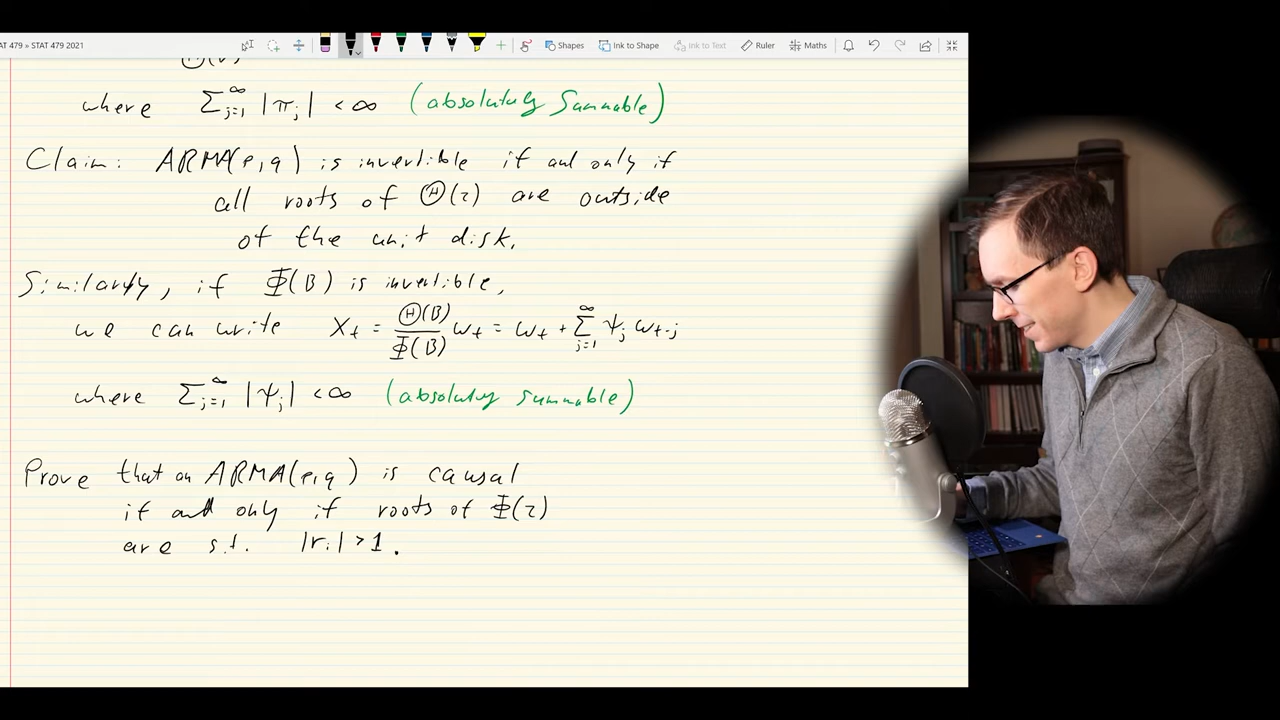 STAT 479 » STAT 479 2021
Shapes Ink to Shape Ink to Text Ruler Maths
where Σ_{j=1}^∞ |π_j| < ∞ (absolutely Summable)
Claim: ARMA(p,q) is invertible if and only if
all roots of Θ(z) are outside
of the unit disk.
Similarly, if Φ(B) is invertible,
we can write X_t = Θ(B)/Φ(B) w_t = w_t + Σ_{j=1}^∞ ψ_j w_{t-j}
where Σ_{j=1}^∞ |ψ_j| < ∞ (absoluty summable)
Prove that an ARMA(p,q) is causal
if and only if roots of Φ(z)
are s.t. |r_i| > 1.